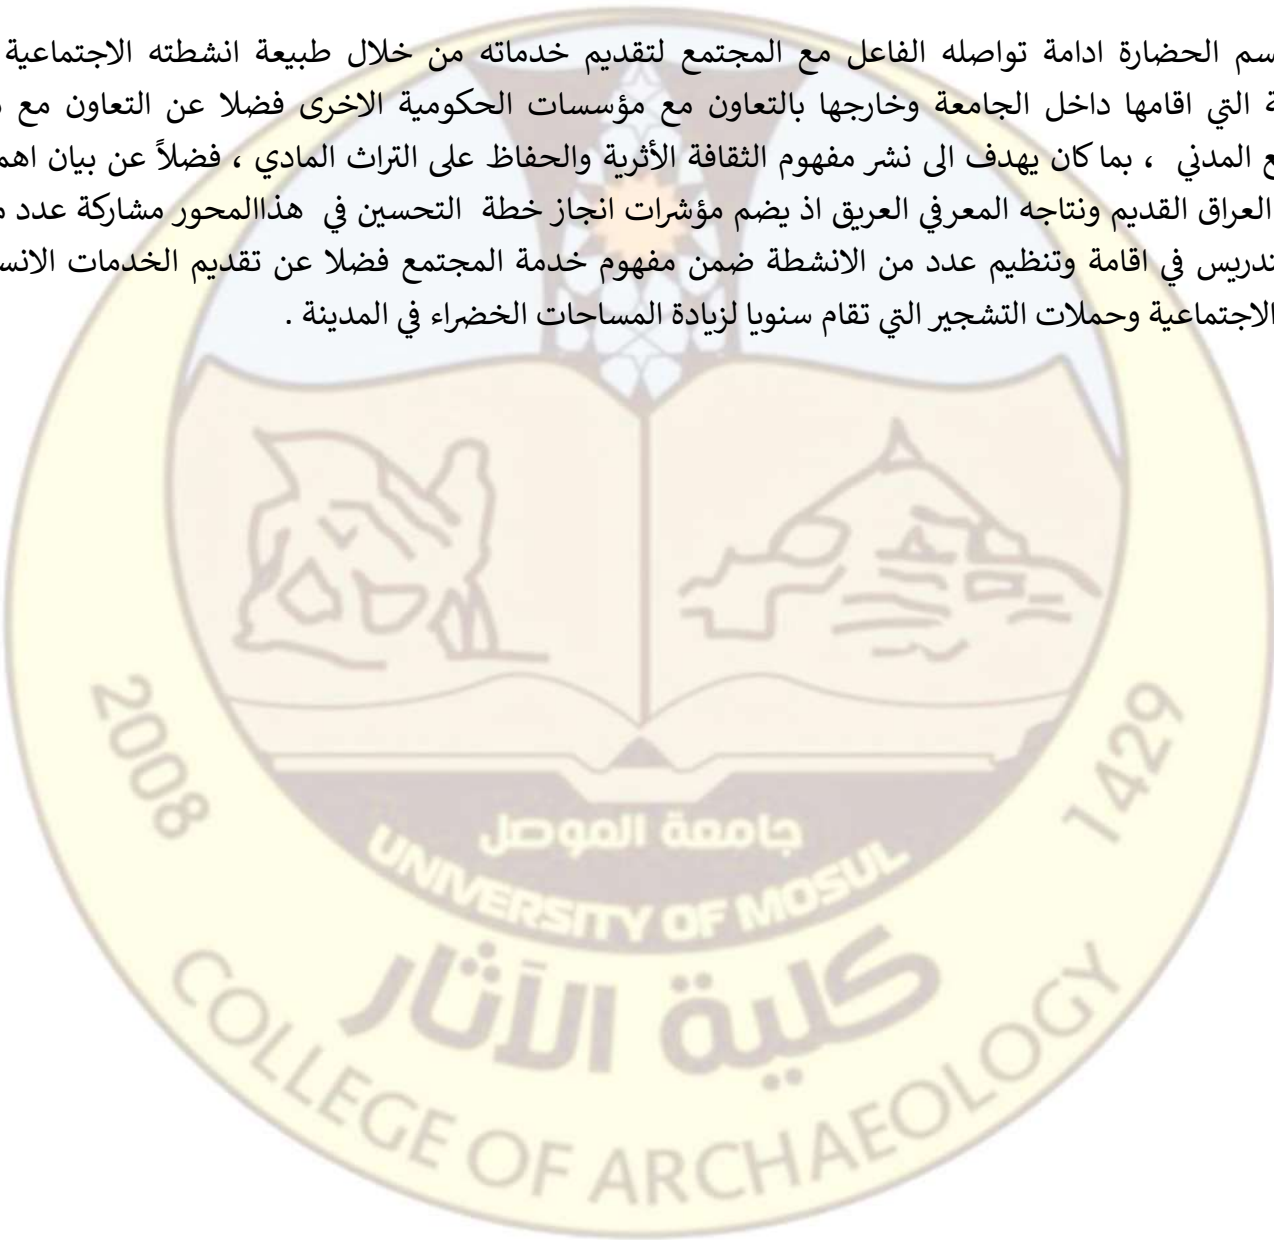 الحضارة ادامة تواصله الفاعل مع المجتمع لتقديم خدماته من خلال طبيعة انشطته الاجتماعية
التي اقامها داخل الجامعة وخارجها بالتعاون مع مؤسسات الحكومية الاخرى فضلا عن التعاون مع
المدني ، بما كان يهدف الى نشر مفهوم الثقافة الأثرية والحفاظ على التراث المادي ، فضلاً عن بيان
العراق القديم ونتاجه المعرفي العريق اذ يضم مؤشرات انجاز خطة التحسين في هذاالمحور مشاركة عدد
في اقامة وتنظيم عدد من الانشطة ضمن مفهوم خدمة المجتمع فضلا عن تقديم الخدمات
الاجتماعية وحملات التشجير التي تقام سنويا لزيادة المساحات الخضراء في المدينة .
2008
1429
جامعة الموصل
UNIVERSITY OF MOSUL
كلية الآثار
COLLEGE OF ARCHAEOLOGY